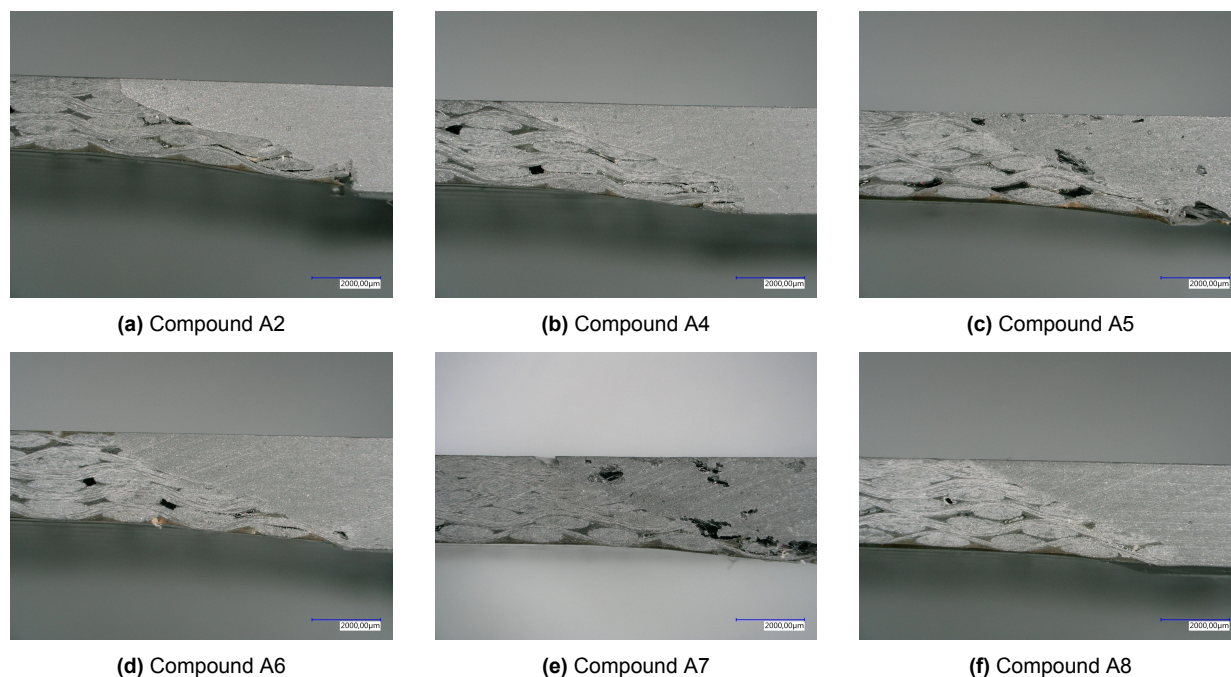 2000,00µm
2000,00µm
2000,00µm
(a) Compound A2
(b) Compound A4
(c) Compound A5
2000,00µm
2000,00µm
2000,00µm
(d) Compound A6
(e) Compound A7
(f) Compound A8